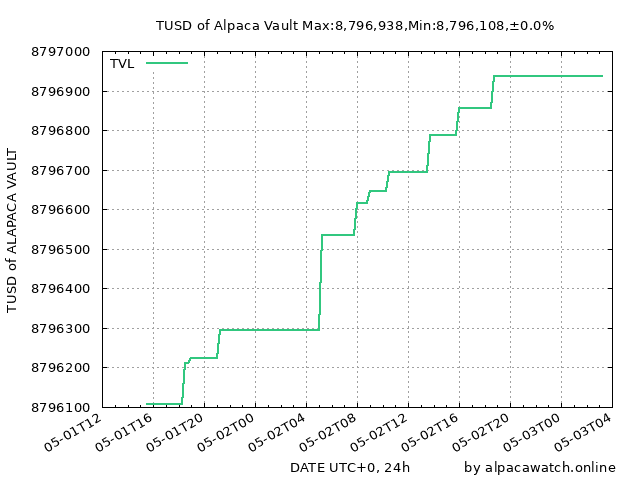 TUSD of Alpaca Vault Max:8,796,938,Min:8,796,108,±0.0%
TVL
TUSD of ALAPACA VAULT
8797000
8796900
8796800
8796700
8796600
8796500
8796400
8796300
8796200
8796100
05-01T12
05-01T16
05-01T20
05-02T00
05-02T04
05-02T08
05-02T12
05-02T16
05-02T20
05-03T00
05-03T04
DATE UTC+0, 24h
by alpacawatch.online